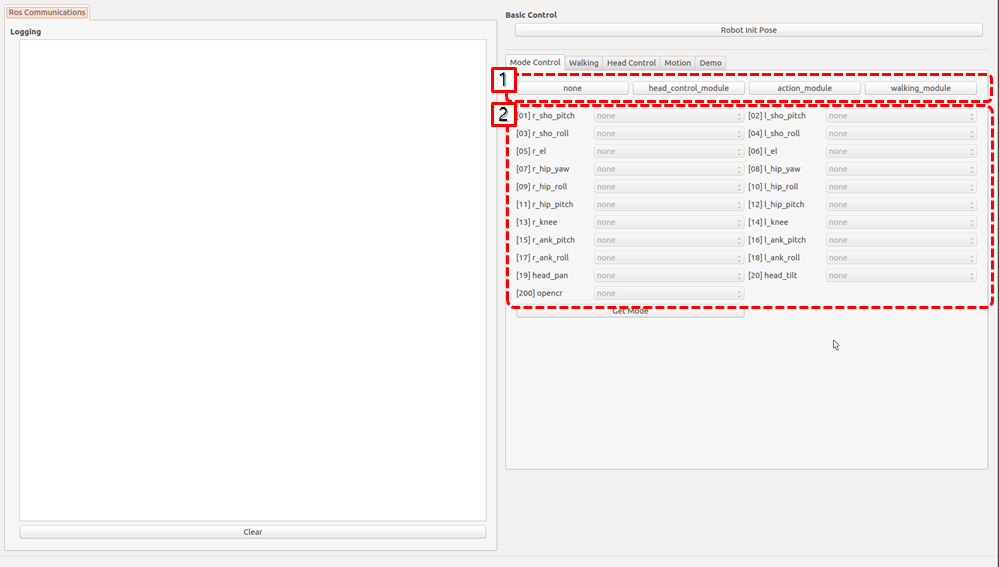 Ros Communications
Logging
Clear
Basic Control
Robot Init Pose
Mode Control Walking Head Control Motion Demo
1
none head_control_module action_module walking_module
2
[01] r_sho_pitch none [02] l_sho_pitch none
[03] r_sho_roll none [04] l_sho_roll none
[05] r_el none [06] l_el none
[07] r_hip_yaw none [08] l_hip_yaw none
[09] r_hip_roll none [10] l_hip_roll none
[11] r_hip_pitch none [12] l_hip_pitch none
[13] r_knee none [14] l_knee none
[15] r_ank_pitch none [16] l_ank_pitch none
[17] r_ank_roll none [18] l_ank_roll none
[19] head_pan none [20] head_tilt none
[200] opencr none
Get Mode